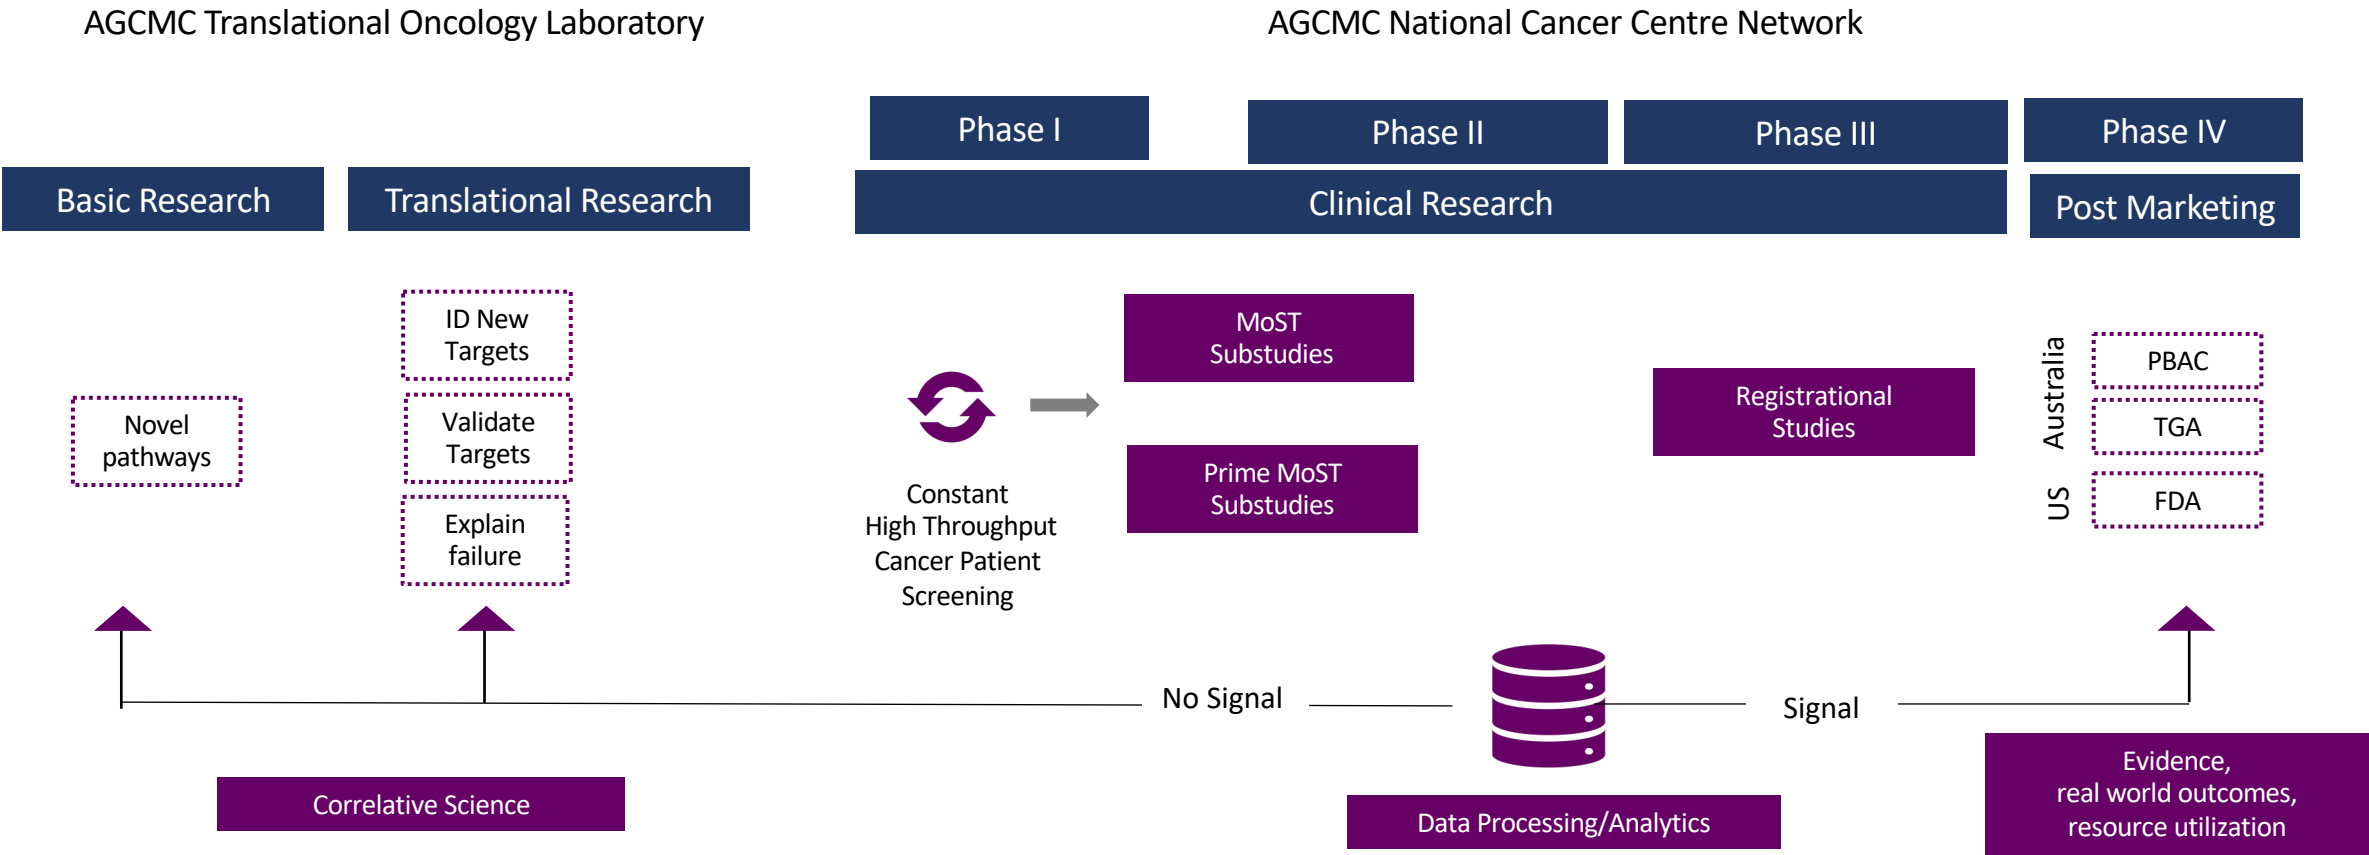 AGCMC Translational Oncology Laboratory
AGCMC National Cancer Centre Network
Phase I
Phase II
Phase III
Phase IV
Basic Research
Translational Research
Clinical Research
Post Marketing
Novel
pathways
ID New
Targets
Validate
Targets
Explain
failure
Constant
High Throughput
Cancer Patient
Screening
MoST
Substudies
Prime MoST
Substudies
Registrational
Studies
Australia
PBAC
TGA
US
FDA
No Signal
Signal
Correlative Science
Data Processing/Analytics
Evidence,
real world outcomes,
resource utilization